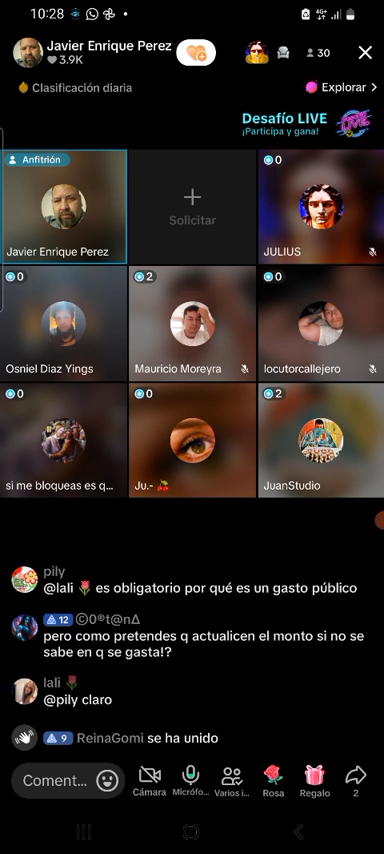 10:28
4G+
Javier Enrique Perez
3.9K
30
Clasificación diaria
Explorar
Desafío LIVE
¡Participa y gana!
LIVE
Anfitrión
Javier Enrique Perez
Solicitar
0
JULIUS
0
Osniel Diaz Yings
2
Mauricio Moreyra
0
locutorcallejero
0
si me bloqueas es q...
0
Ju.- 🍒
2
JuanStudio
pily
@lali 🌷 es obligatorio por qué es un gasto público
12 ©0®t@nΔ
pero como pretendes q actualicen el monto si no se
sabe en q se gasta!?
lali 🌷
@pily claro
9 ReinaGomi se ha unido
Coment...
Cámara
Micrófo...
Varios i...
Rosa
Regalo
2